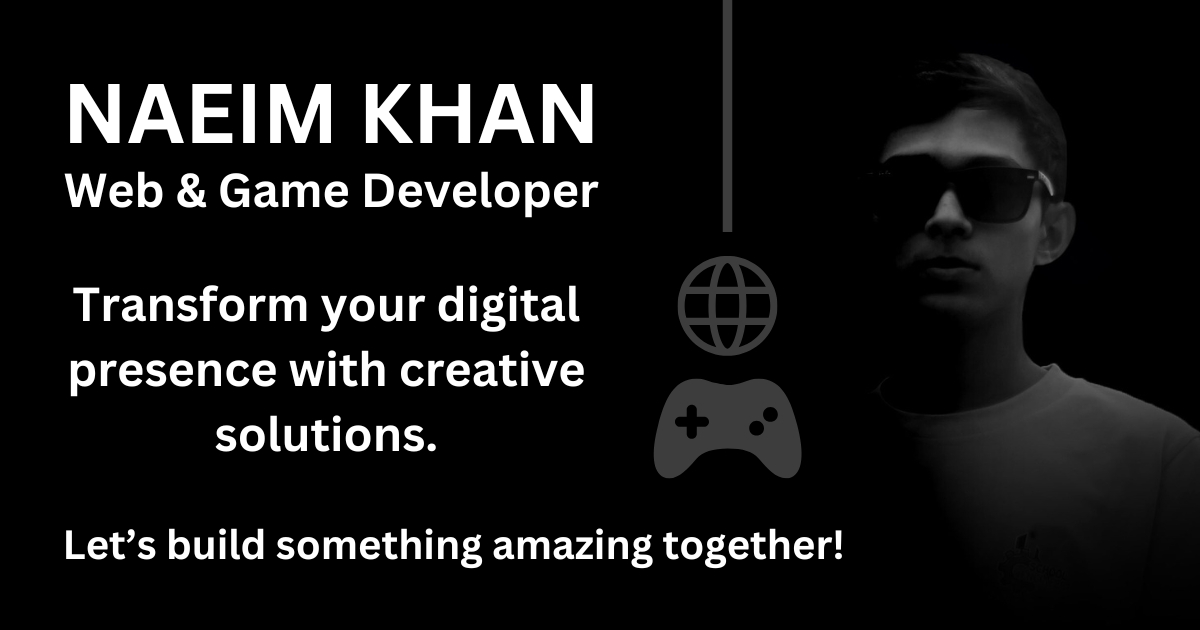 NAEIM KHAN
Web & Game Developer
Transform your digital
presence with creative
solutions.
Let’s build something amazing together!